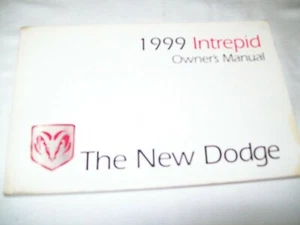 1999 Intrepid
Owner's Manual
The New Dodge